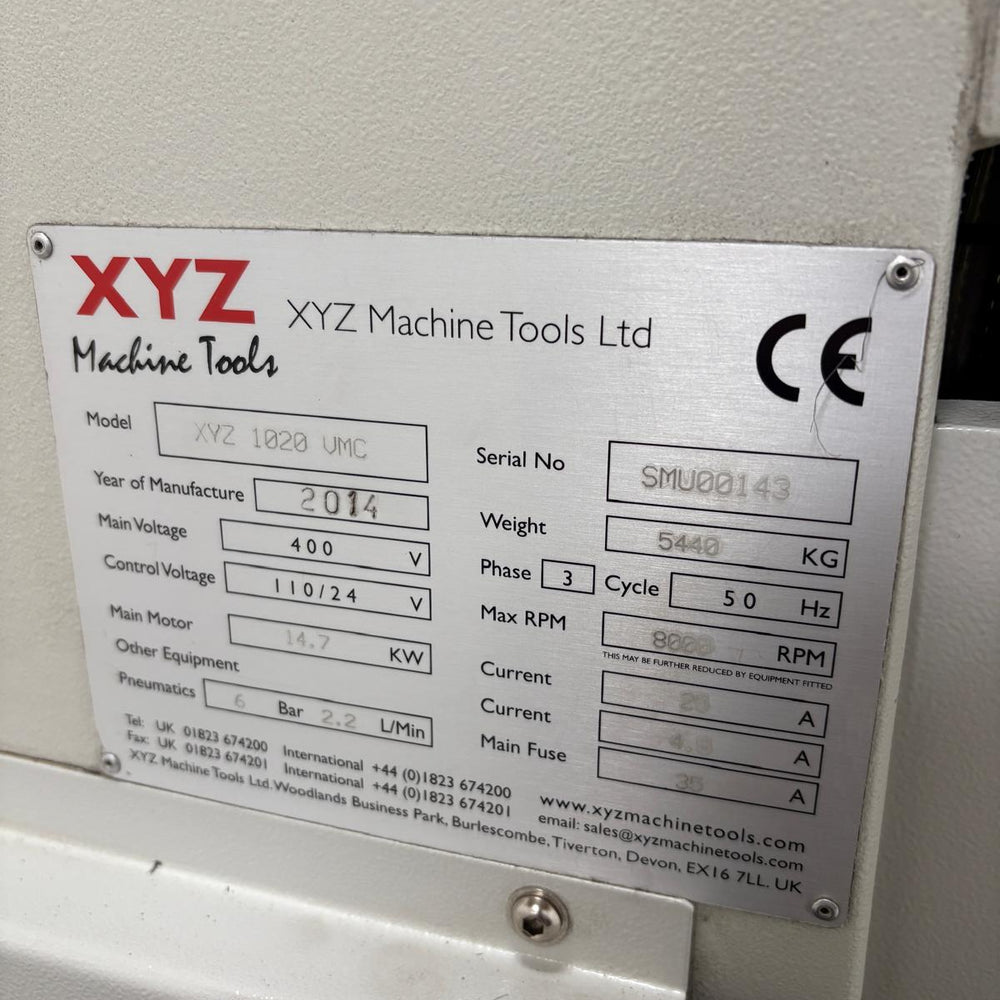 XYZ
Machine Tools
XYZ Machine Tools Ltd
CE
Model XYZ 1020 VMC
Year of Manufacture 2014
Main Voltage 400 V
Control Voltage 110/24 V
Main Motor 14.7 KW
Other Equipment
Pneumatics 6 Bar 2.2 L/Min
Serial No SMU00143
Weight 5440 KG
Phase 3 Cycle 50 Hz
Max RPM 8000 RPM
THIS MAY BE FURTHER REDUCED BY EQUIPMENT FITTED
Current A
Current A
Main Fuse 35 A
Tel: UK 01823 674200 International +44 (0)1823 674200
Fax: UK 01823 674201 International +44 (0)1823 674201
www.xyzmachinetools.com
email: sales@xyzmachinetools.com
XYZ Machine Tools Ltd. Woodlands Business Park, Burlescombe, Tiverton, Devon, EX16 7LL. UK